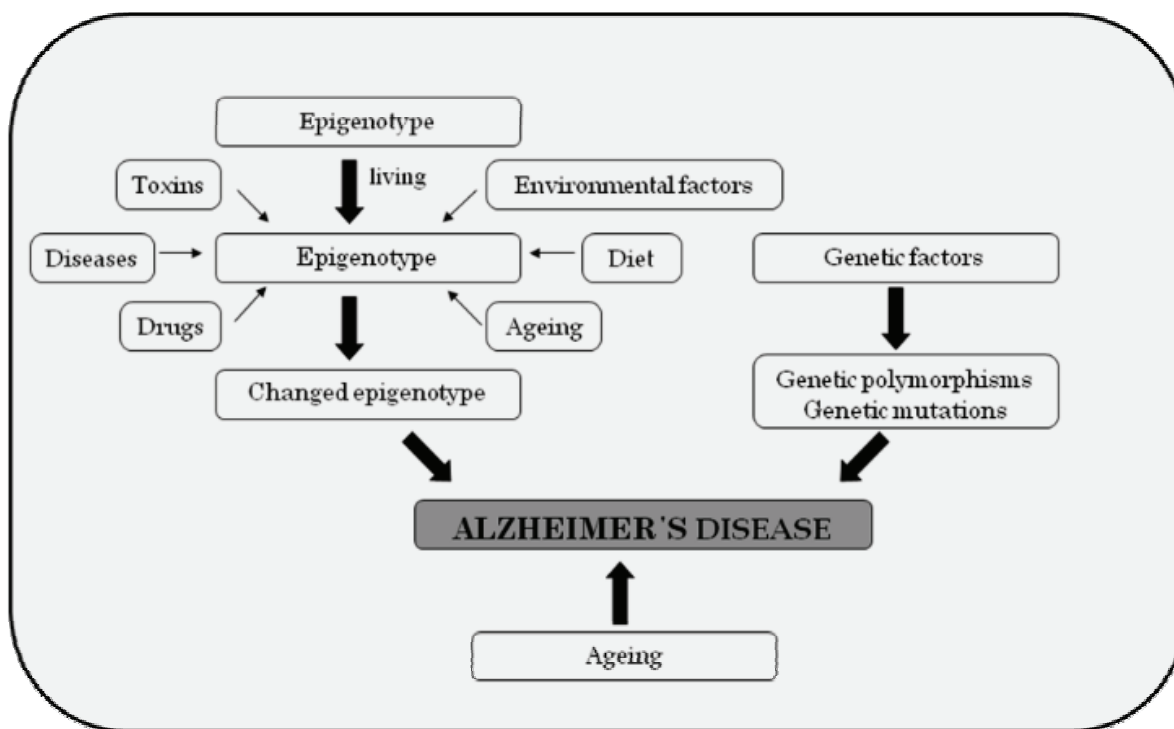 Epigenotype
living
Toxins
Environmental factors
Diseases
Epigenotype
Diet
Genetic factors
Drugs
Ageing
Changed epigenotype
Genetic polymorphisms
Genetic mutations
ALZHEIMER'S DISEASE
Ageing